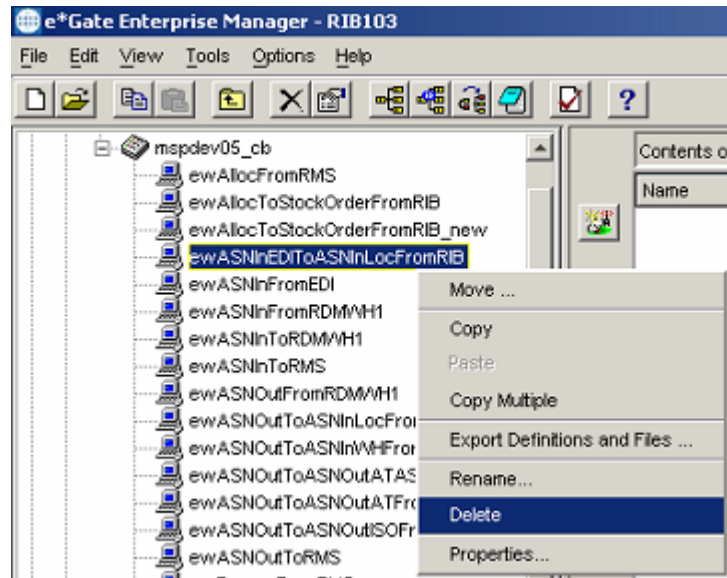 e*Gate Enterprise Manager - RIB103
File Edit View Tools Options Help
mspdev05_cb
Contents o
Name
ewAllocFromRMS
ewAllocToStockOrderFromRIB
ewAllocToStockOrderFromRIB_new
ewASNInEDIToASNInLocFromRIB
ewASNInFromEDI
ewASNInFromRDMWH1
ewASNInToRDMWH1
ewASNInToRMS
ewASNOutFromRDMWH1
ewASNOutToASNInLocFro
ewASNOutToASNInWHFror
ewASNOutToASNOutATAS
ewASNOutToASNOutATFro
ewASNOutToASNOutISOFr
ewASNOutToRMS
Move ...
Copy
Paste
Copy Multiple
Export Definitions and Files ...
Rename...
Delete
Properties...